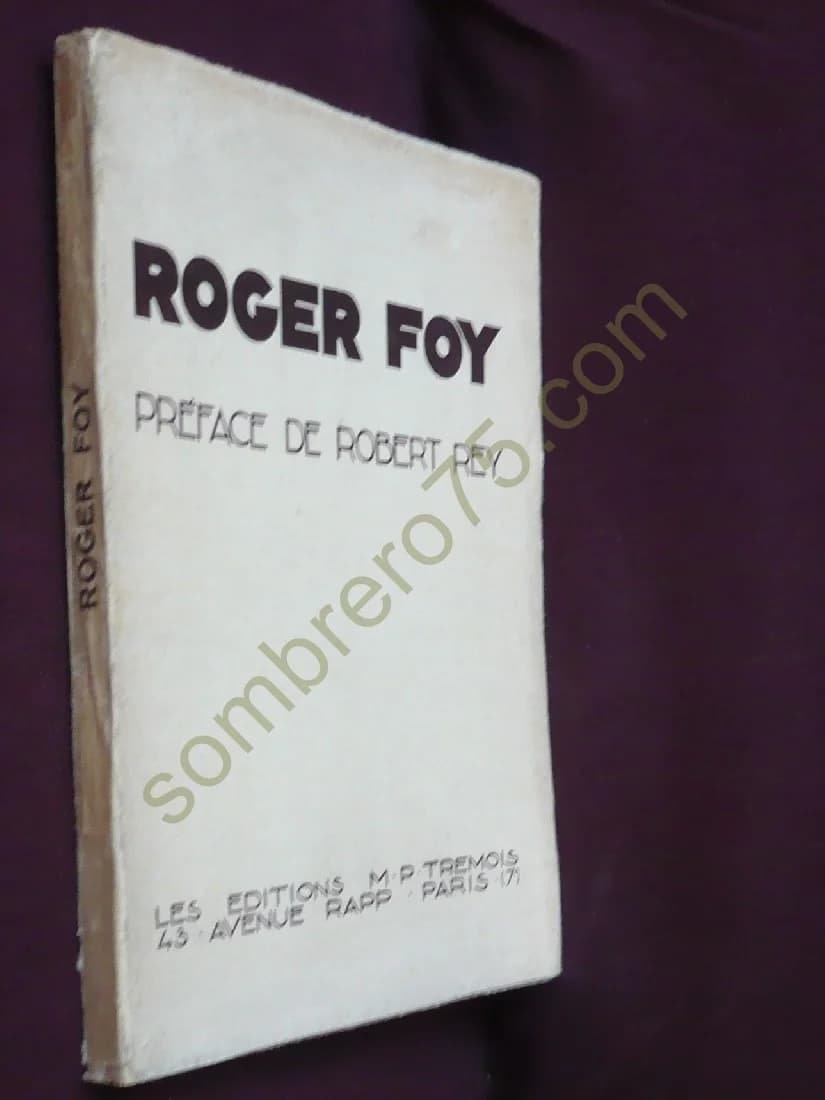 ROGER FOY
PRÉFACE DE ROBERT REY
LES EDITIONS M·P·TREMOIS
43·AVENUE RAPP·PARIS (7)
ROGER FOY
sombrero75.com